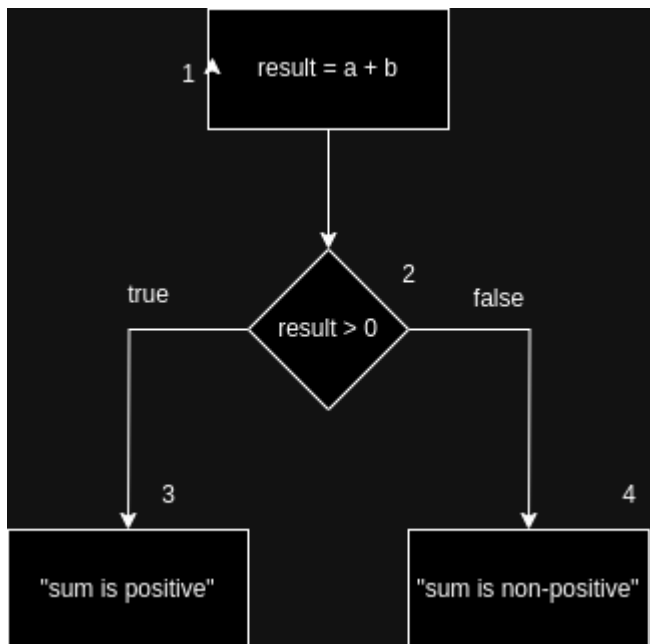 1
result = a + b
2
true
false
result > 0
3
4
"sum is positive"
"sum is non-positive"